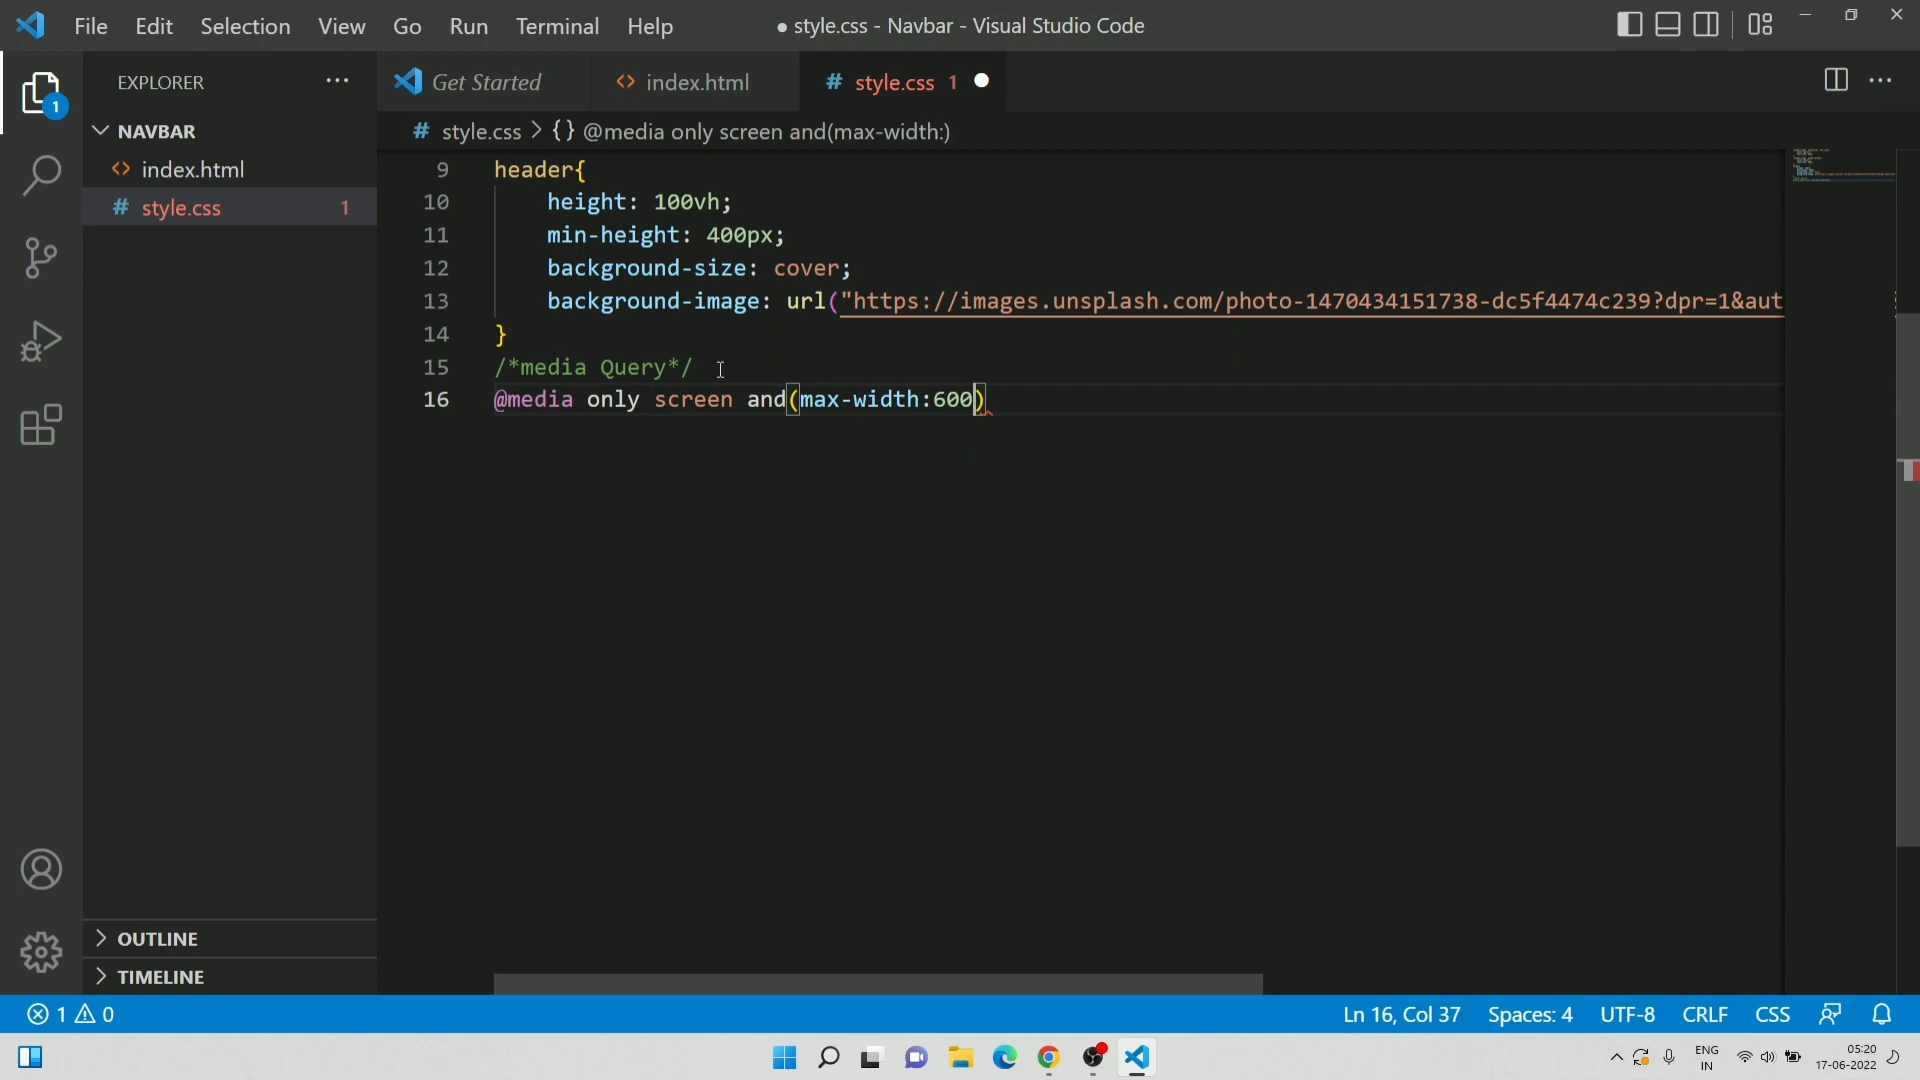 File Edit Selection View Go Run Terminal Help ● style.css - Navbar - Visual Studio Code
EXPLORER ··· Get Started <> index.html # style.css 1 ● ···
NAVBAR # style.css > {} @media only screen and(max-width:)
<> index.html
# style.css 1
9 header{
10 height: 100vh;
11 min-height: 400px;
12 background-size: cover;
13 background-image: url("https://images.unsplash.com/photo-1470434151738-dc5f4474c239?dpr=1&aut
14 }
15 /*media Query*/
16 @media only screen and(max-width:600)
1
OUTLINE
TIMELINE
1 0 Ln 16, Col 37 Spaces: 4 UTF-8 CRLF CSS
ENG
IN
05:20
17-06-2022